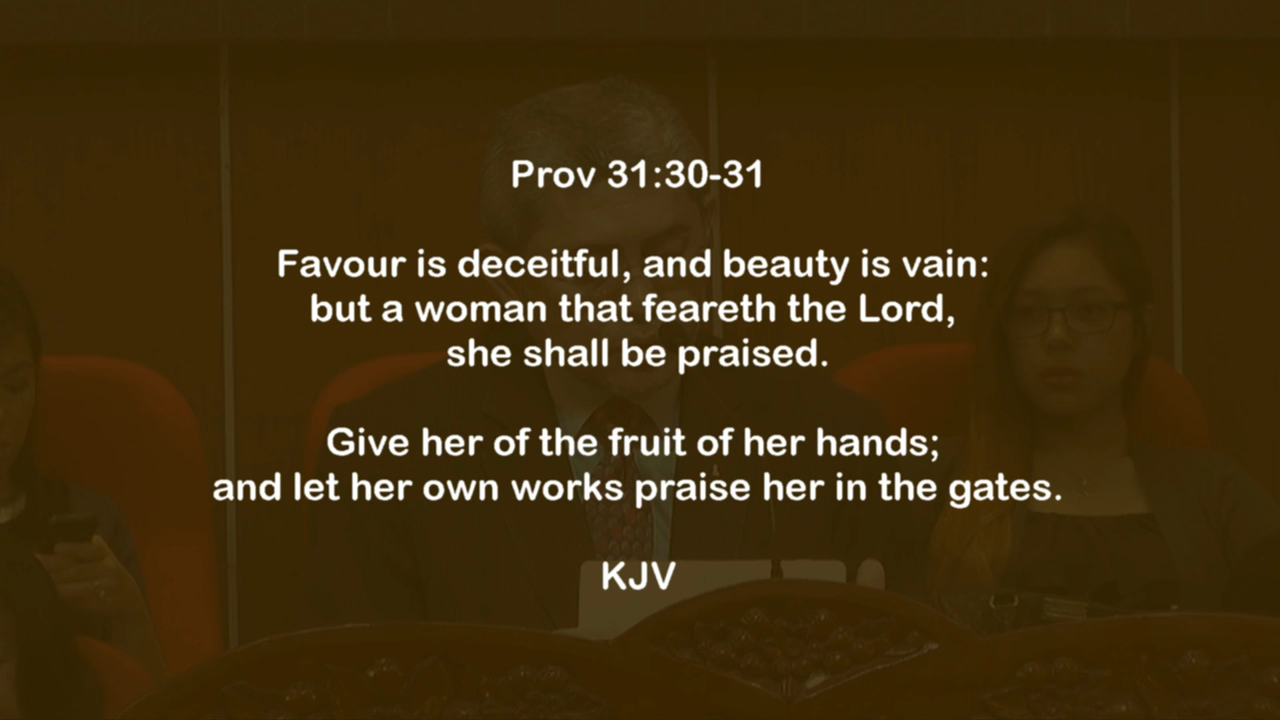 Prov 31:30-31
Favour is deceitful, and beauty is vain:
but a woman that feareth the Lord,
she shall be praised.
Give her of the fruit of her hands;
and let her own works praise her in the gates.
KJV